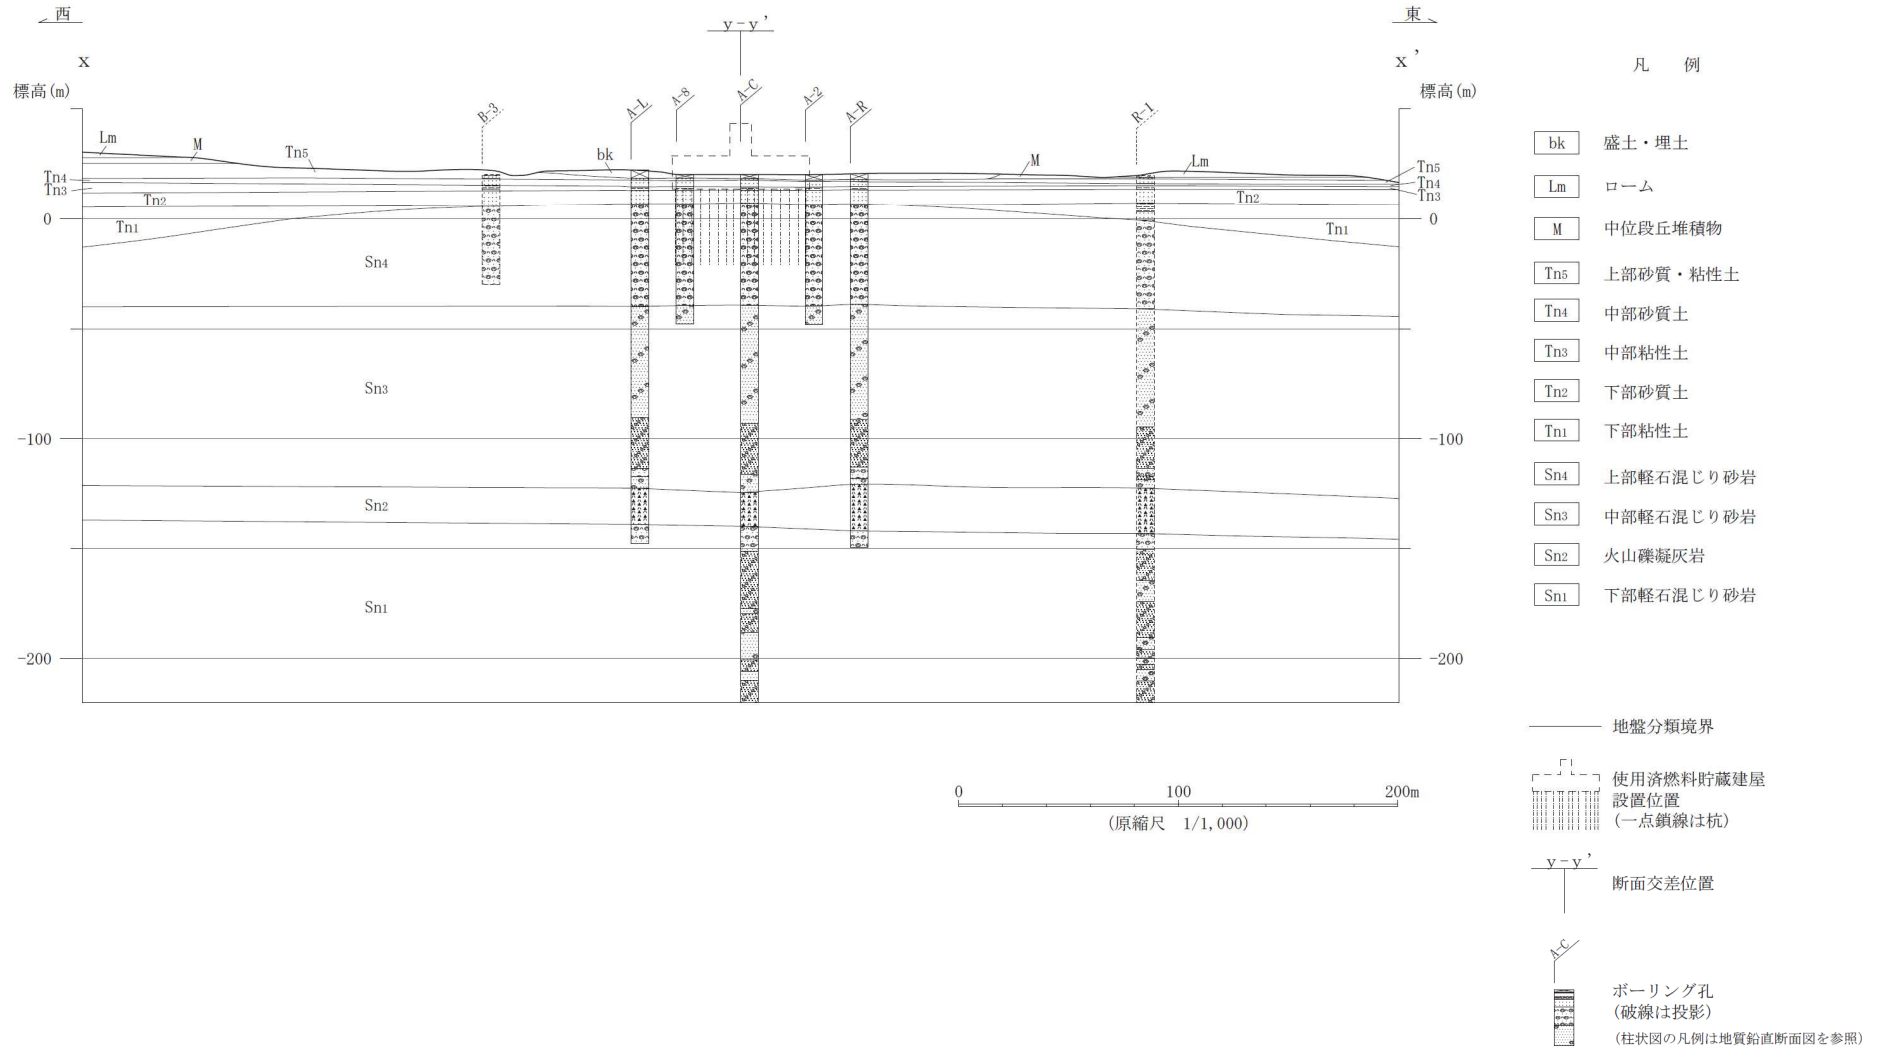 西
東
y-y'
x
x'
標高(m)
標高(m)
B-3
A-L
A-8
A-C
A-2
A-R
R-1
Lm
M
Tn5
bk
M
Lm
Tn5
Tn4
Tn3
Tn4
Tn3
Tn2
Tn2
Tn1
Tn1
0
0
Sn4
Sn3
-100
-100
Sn2
Sn1
-200
-200
0 100 200m
(原縮尺 1/1,000)
凡 例
bk 盛土・埋土
Lm ローム
M 中位段丘堆積物
Tn5 上部砂質・粘性土
Tn4 中部砂質土
Tn3 中部粘性土
Tn2 下部砂質土
Tn1 下部粘性土
Sn4 上部軽石混じり砂岩
Sn3 中部軽石混じり砂岩
Sn2 火山礫凝灰岩
Sn1 下部軽石混じり砂岩
地盤分類境界
使用済燃料貯蔵建屋
設置位置
(一点鎖線は杭)
y-y'
断面交差位置
A-C
ボーリング孔
(破線は投影)
(柱状図の凡例は地質鉛直断面図を参照)